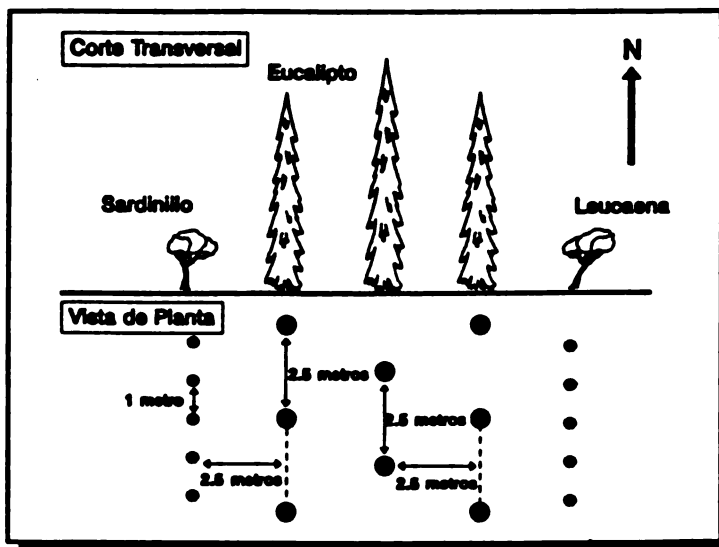 Corte Transversal
Eucalipto
N
Sardinillo
Leucaena
Vista de Planta
2.5 metros
1 metro
2.5 metros
2.5 metros
2.5 metros